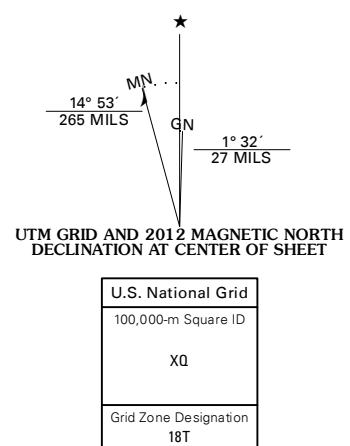 ★
MN
14° 53´
265 MILS
GN
1° 32´
27 MILS
UTM GRID AND 2012 MAGNETIC NORTH
DECLINATION AT CENTER OF SHEET
U.S. National Grid
100,000-m Square ID
XQ
Grid Zone Designation
18T